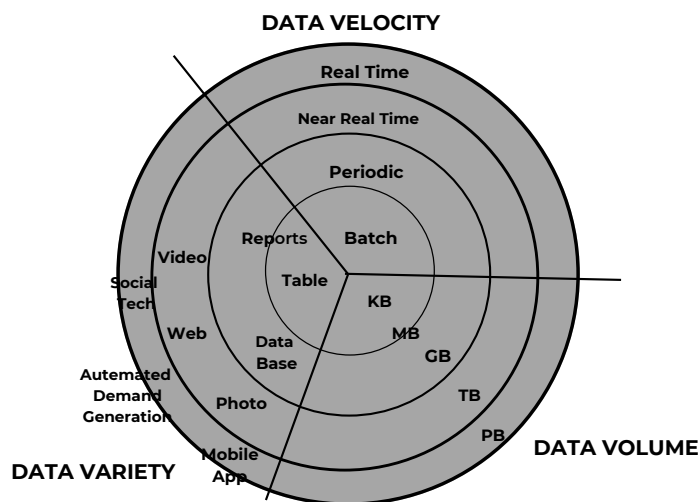 DATA VELOCITY
Real Time
Near Real Time
Periodic
Reports
Batch
Video
Table
Social
Tech
KB
Web
MB
Data
Base
GB
Automated
Demand
Generation
Photo
TB
PB
Mobile
App
DATA VOLUME
DATA VARIETY